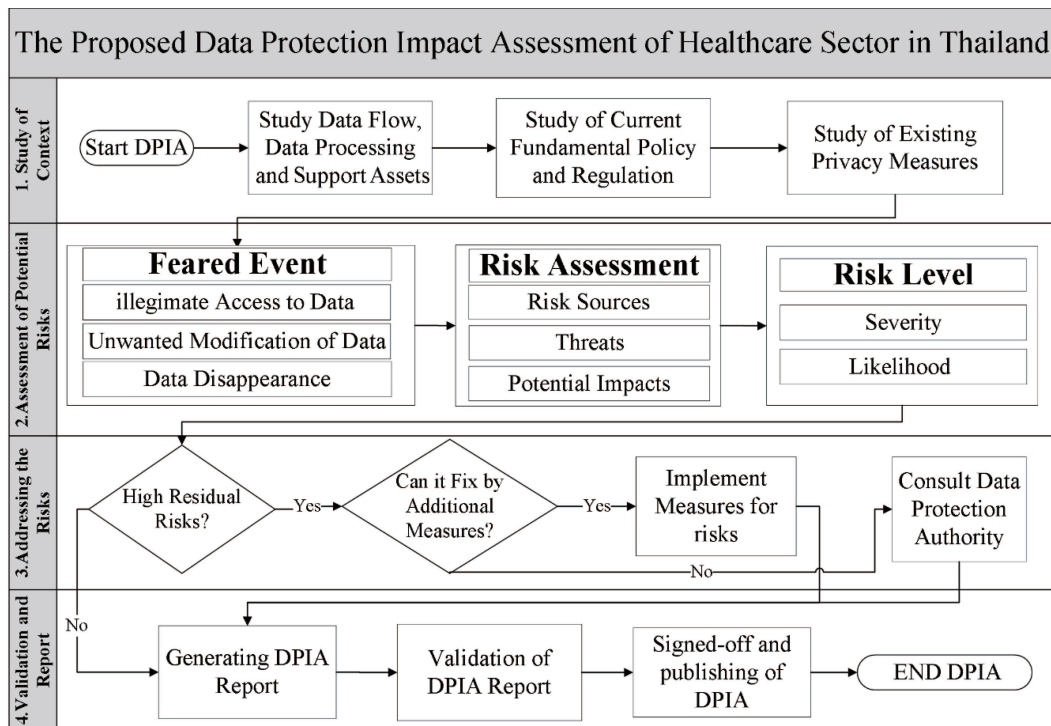 The Proposed Data Protection Impact Assessment of Healthcare Sector in Thailand
1. Study of
Context
Start DPIA
Study Data Flow,
Data Processing
and Support Assets
Study of Current
Fundamental Policy
and Regulation
Study of Existing
Privacy Measures
2.Assessment of Potential
Risks
Feared Event
illegimate Access to Data
Unwanted Modification of Data
Data Disappearance
Risk Assessment
Risk Sources
Threats
Potential Impacts
Risk Level
Severity
Likelihood
3.Addressing the
Risks
High Residual
Risks?
Yes
Can it Fix by
Additional
Measures?
Yes
Implement
Measures for
risks
Consult Data
Protection
Authority
No
No
4.Validation and
Report
Generating DPIA
Report
Validation of
DPIA Report
Signed-off and
publishing of
DPIA
END DPIA